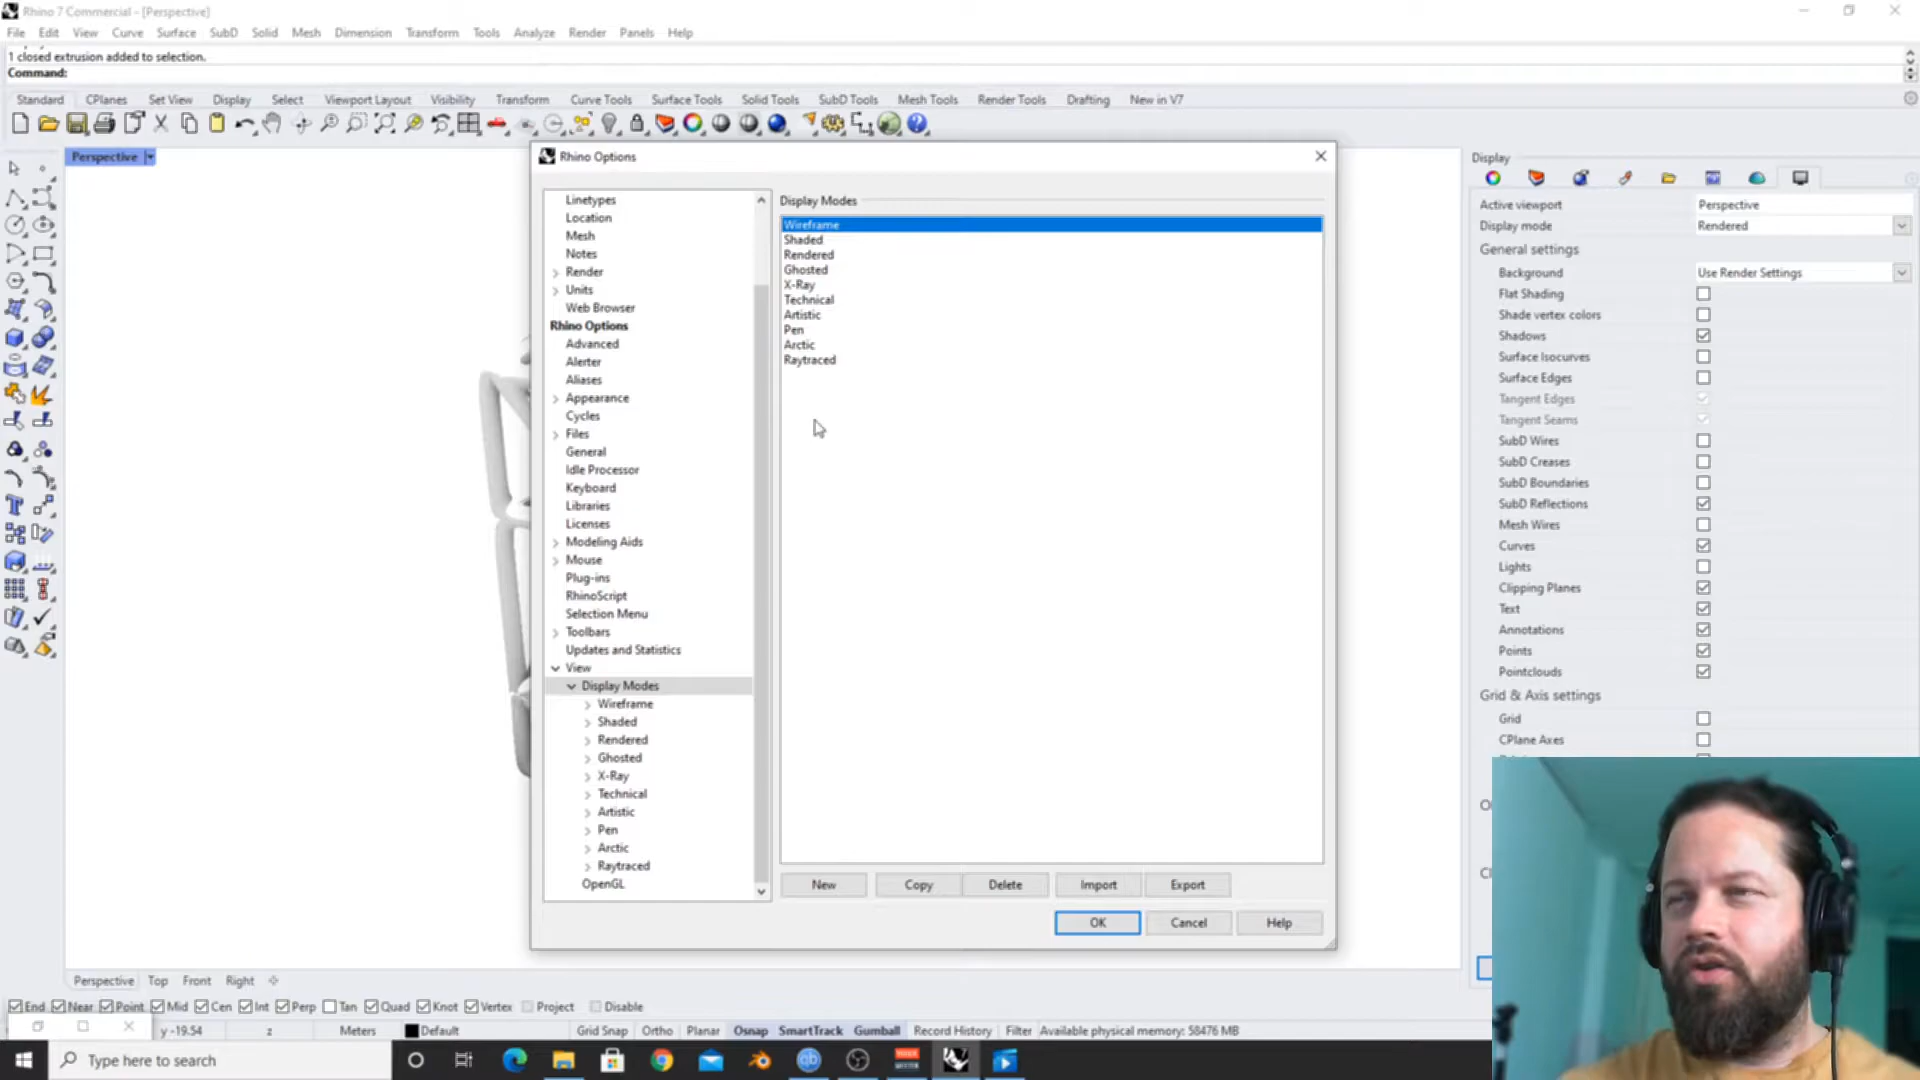 Rhino 7 Commercial - [Perspective]
File Edit View Curve Surface SubD Solid Mesh Dimension Transform Tools Analyze Render Panels Help
1 closed extrusion added to selection.
Command:
Standard CPlanes Set View Display Select Viewport Layout Visibility Transform Curve Tools Surface Tools Solid Tools SubD Tools Mesh Tools Render Tools Drafting New in V7
Perspective
Rhino Options
Linetypes
Location
Mesh
Notes
Render
Units
Web Browser
Rhino Options
Advanced
Alerter
Aliases
Appearance
Cycles
Files
General
Idle Processor
Keyboard
Libraries
Licenses
Modeling Aids
Mouse
Plug-ins
RhinoScript
Selection Menu
Toolbars
Updates and Statistics
View
Display Modes
Wireframe
Shaded
Rendered
Ghosted
X-Ray
Technical
Artistic
Pen
Arctic
Raytraced
OpenGL
Display Modes
Wireframe
Shaded
Rendered
Ghosted
X-Ray
Technical
Artistic
Pen
Arctic
Raytraced
New Copy Delete Import Export
OK Cancel Help
Display
Active viewport Perspective
Display mode Rendered
General settings
Background Use Render Settings
Flat Shading
Shade vertex colors
Shadows
Surface Isocurves
Surface Edges
Tangent Edges
Tangent Seams
SubD Wires
SubD Creases
SubD Boundaries
SubD Reflections
Mesh Wires
Curves
Lights
Clipping Planes
Text
Annotations
Points
Pointclouds
Grid & Axis settings
Grid
CPlane Axes
Perspective Top Front Right
End Near Point Mid Cen Int Perp Tan Quad Knot Vertex Project Disable
y -19.54 z Meters Default Grid Snap Ortho Planar Osnap SmartTrack Gumball Record History Filter Available physical memory: 58476 MB
Type here to search